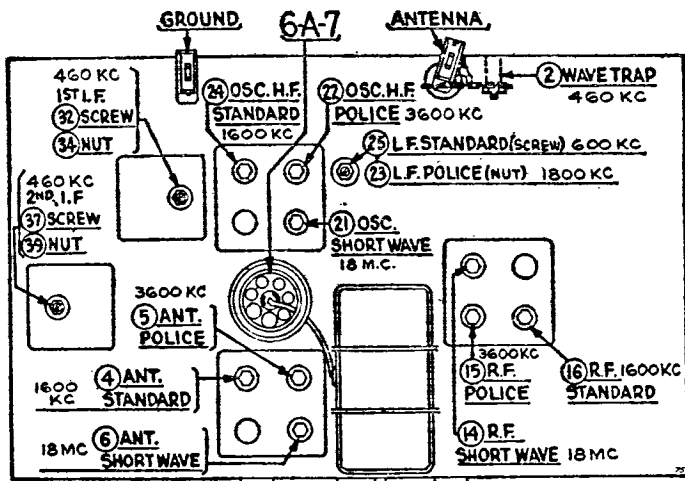 GROUND
6-A-7
ANTENNA
460 KC
1ST I.F.
32 SCREW
34 NUT
24 OSC. H.F.
STANDARD
1600 KC
22 OSC. H.F.
POLICE 3600 KC
2 WAVE TRAP
460 KC
25 L.F. STANDARD (SCREW) 600 KC
23 L.F. POLICE (NUT) 1800 KC
460 KC
2ND. I.F
37 SCREW
39 NUT
21 OSC.
SHORT WAVE
18 M.C.
3600 KC
5 ANT.
POLICE
1600
KC
4 ANT.
STANDARD
18 MC 6 ANT.
SHORT WAVE
3600 KC
15 R.F.
POLICE
16 R.F. 1600 KC
STANDARD
14 R.F.
SHORT WAVE 18 MC
75